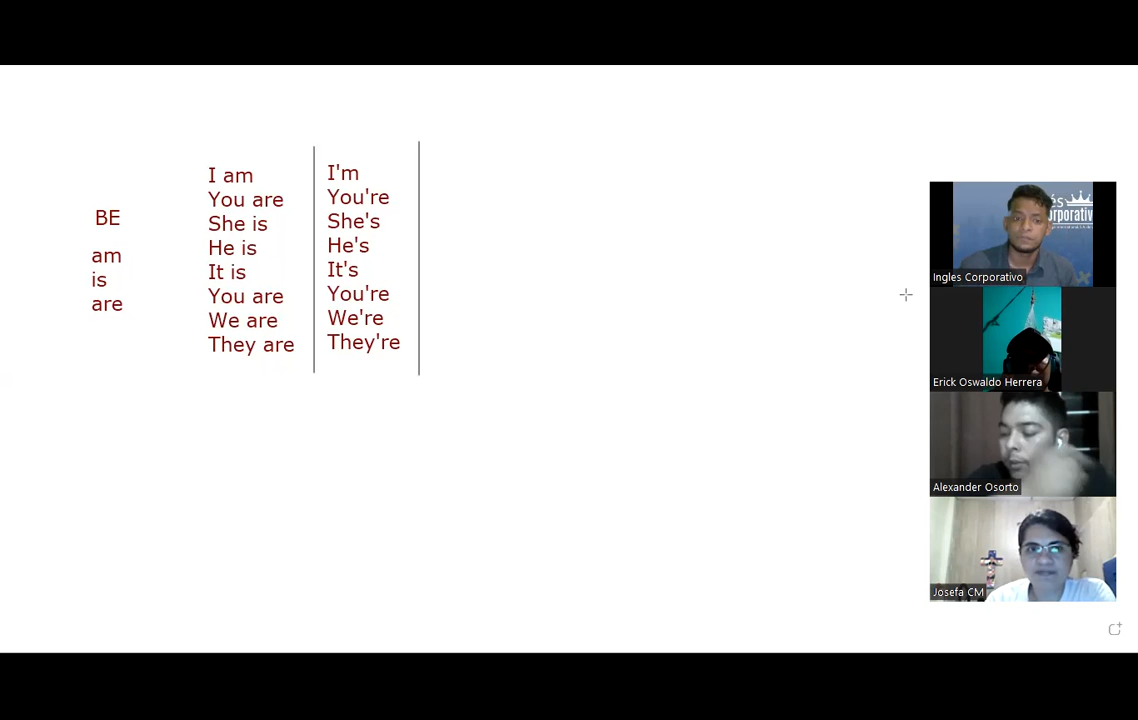 BE
am
is
are
I am
You are
She is
He is
It is
You are
We are
They are
I'm
You're
She's
He's
It's
You're
We're
They're
Ingles Corporativo
Erick Oswaldo Herrera
Alexander Osorto
Josefa CM